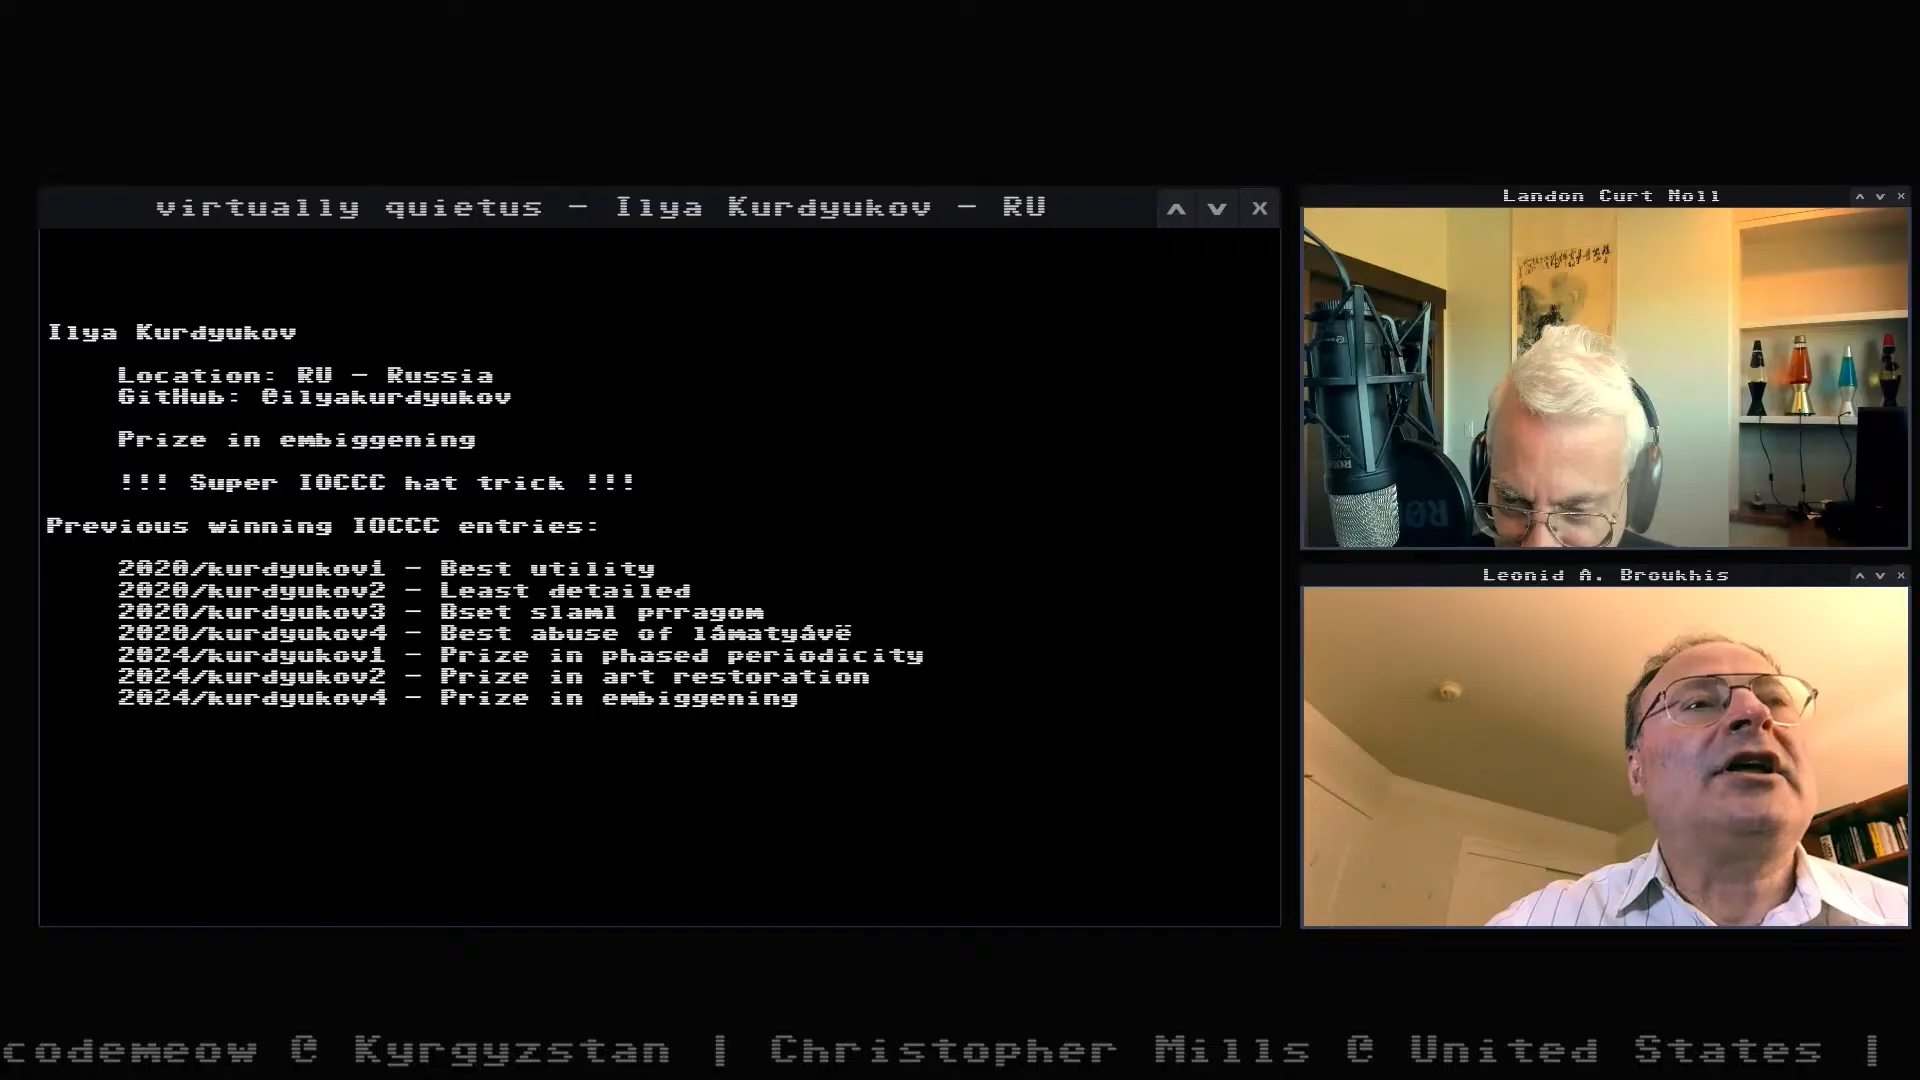 virtually quietus - Ilya Kurdyukov - RU
Ilya Kurdyukov
Location: RU - Russia
GitHub: @ilyakurdyukov
Prize in embiggening
!!! Super IOCCC hat trick !!!
Previous winning IOCCC entries:
2020/kurdyukov1 - Best utility
2020/kurdyukov2 - Least detailed
2020/kurdyukov3 - Bset slaml prragom
2020/kurdyukov4 - Best abuse of lámatyávë
2024/kurdyukov1 - Prize in phased periodicity
2024/kurdyukov2 - Prize in art restoration
2024/kurdyukov4 - Prize in embiggening
Landon Curt Noll
Leonid A. Broukhis
codemeow @ Kyrgyzstan | Christopher Mills @ United States |